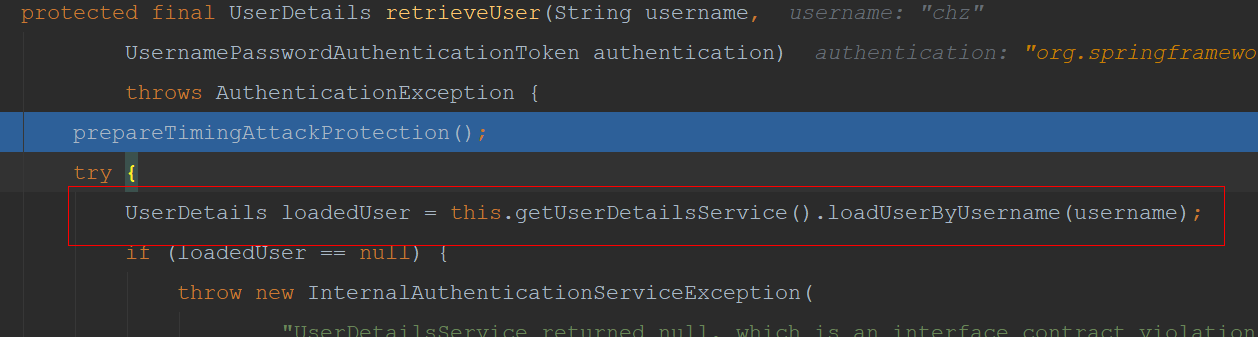 protected final UserDetails retrieveUser(String username,  username: "chz"
UsernamePasswordAuthenticationToken authentication)  authentication: "org.springframewo
throws AuthenticationException {
prepareTimingAttackProtection();
try {
UserDetails loadedUser = this.getUserDetailsService().loadUserByUsername(username);
if (loadedUser == null) {
throw new InternalAuthenticationServiceException(
"UserDetailsService returned null, which is an interface contract violation